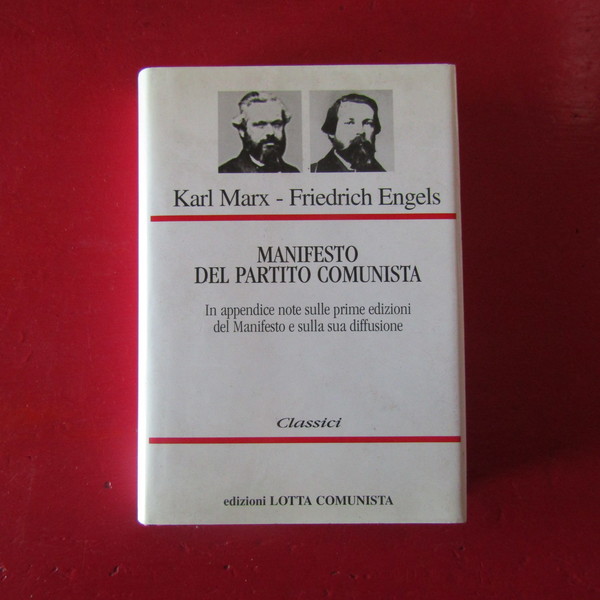 Karl Marx - Friedrich Engels
MANIFESTO
DEL PARTITO COMUNISTA
In appendice note sulle prime edizioni
del Manifesto e sulla sua diffusione
Classici
edizioni LOTTA COMUNISTA